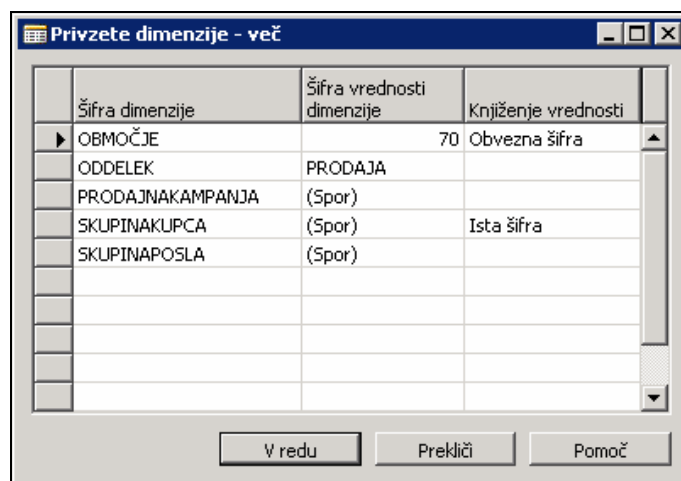 Privzete dimenzije - več
Šifra dimenzije Šifra vrednosti dimenzije Knjiženje vrednosti
OBMOČJE 70 Obvezna šifra
ODDELEK PRODAJA
PRODAJNAKAMPANJA (Spor)
SKUPINAKUPCA (Spor) Ista šifra
SKUPINAPOSLA (Spor)
V redu Prekliči Pomoč